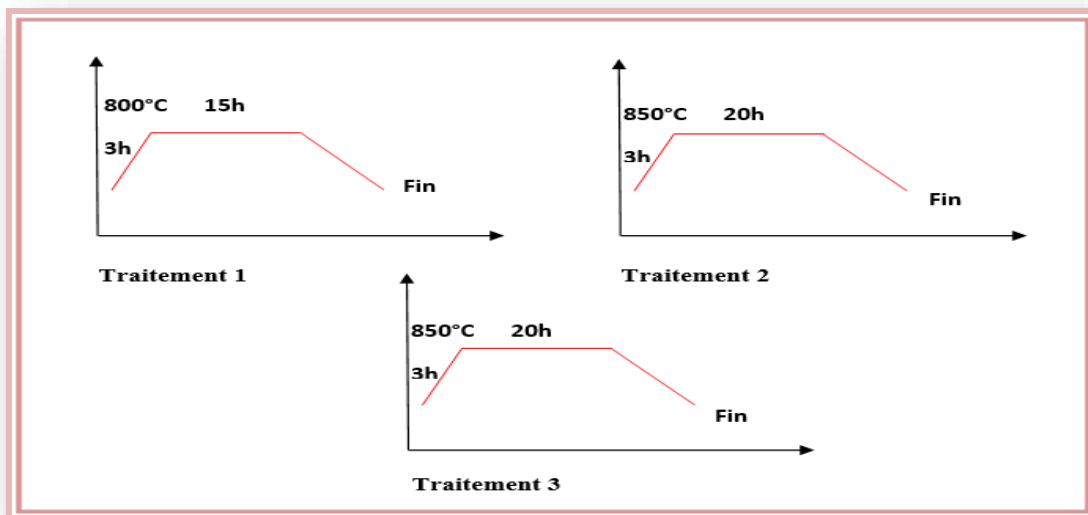 800°C 15h
3h
Fin
Traitement 1
850°C 20h
3h
Fin
Traitement 2
850°C 20h
3h
Fin
Traitement 3